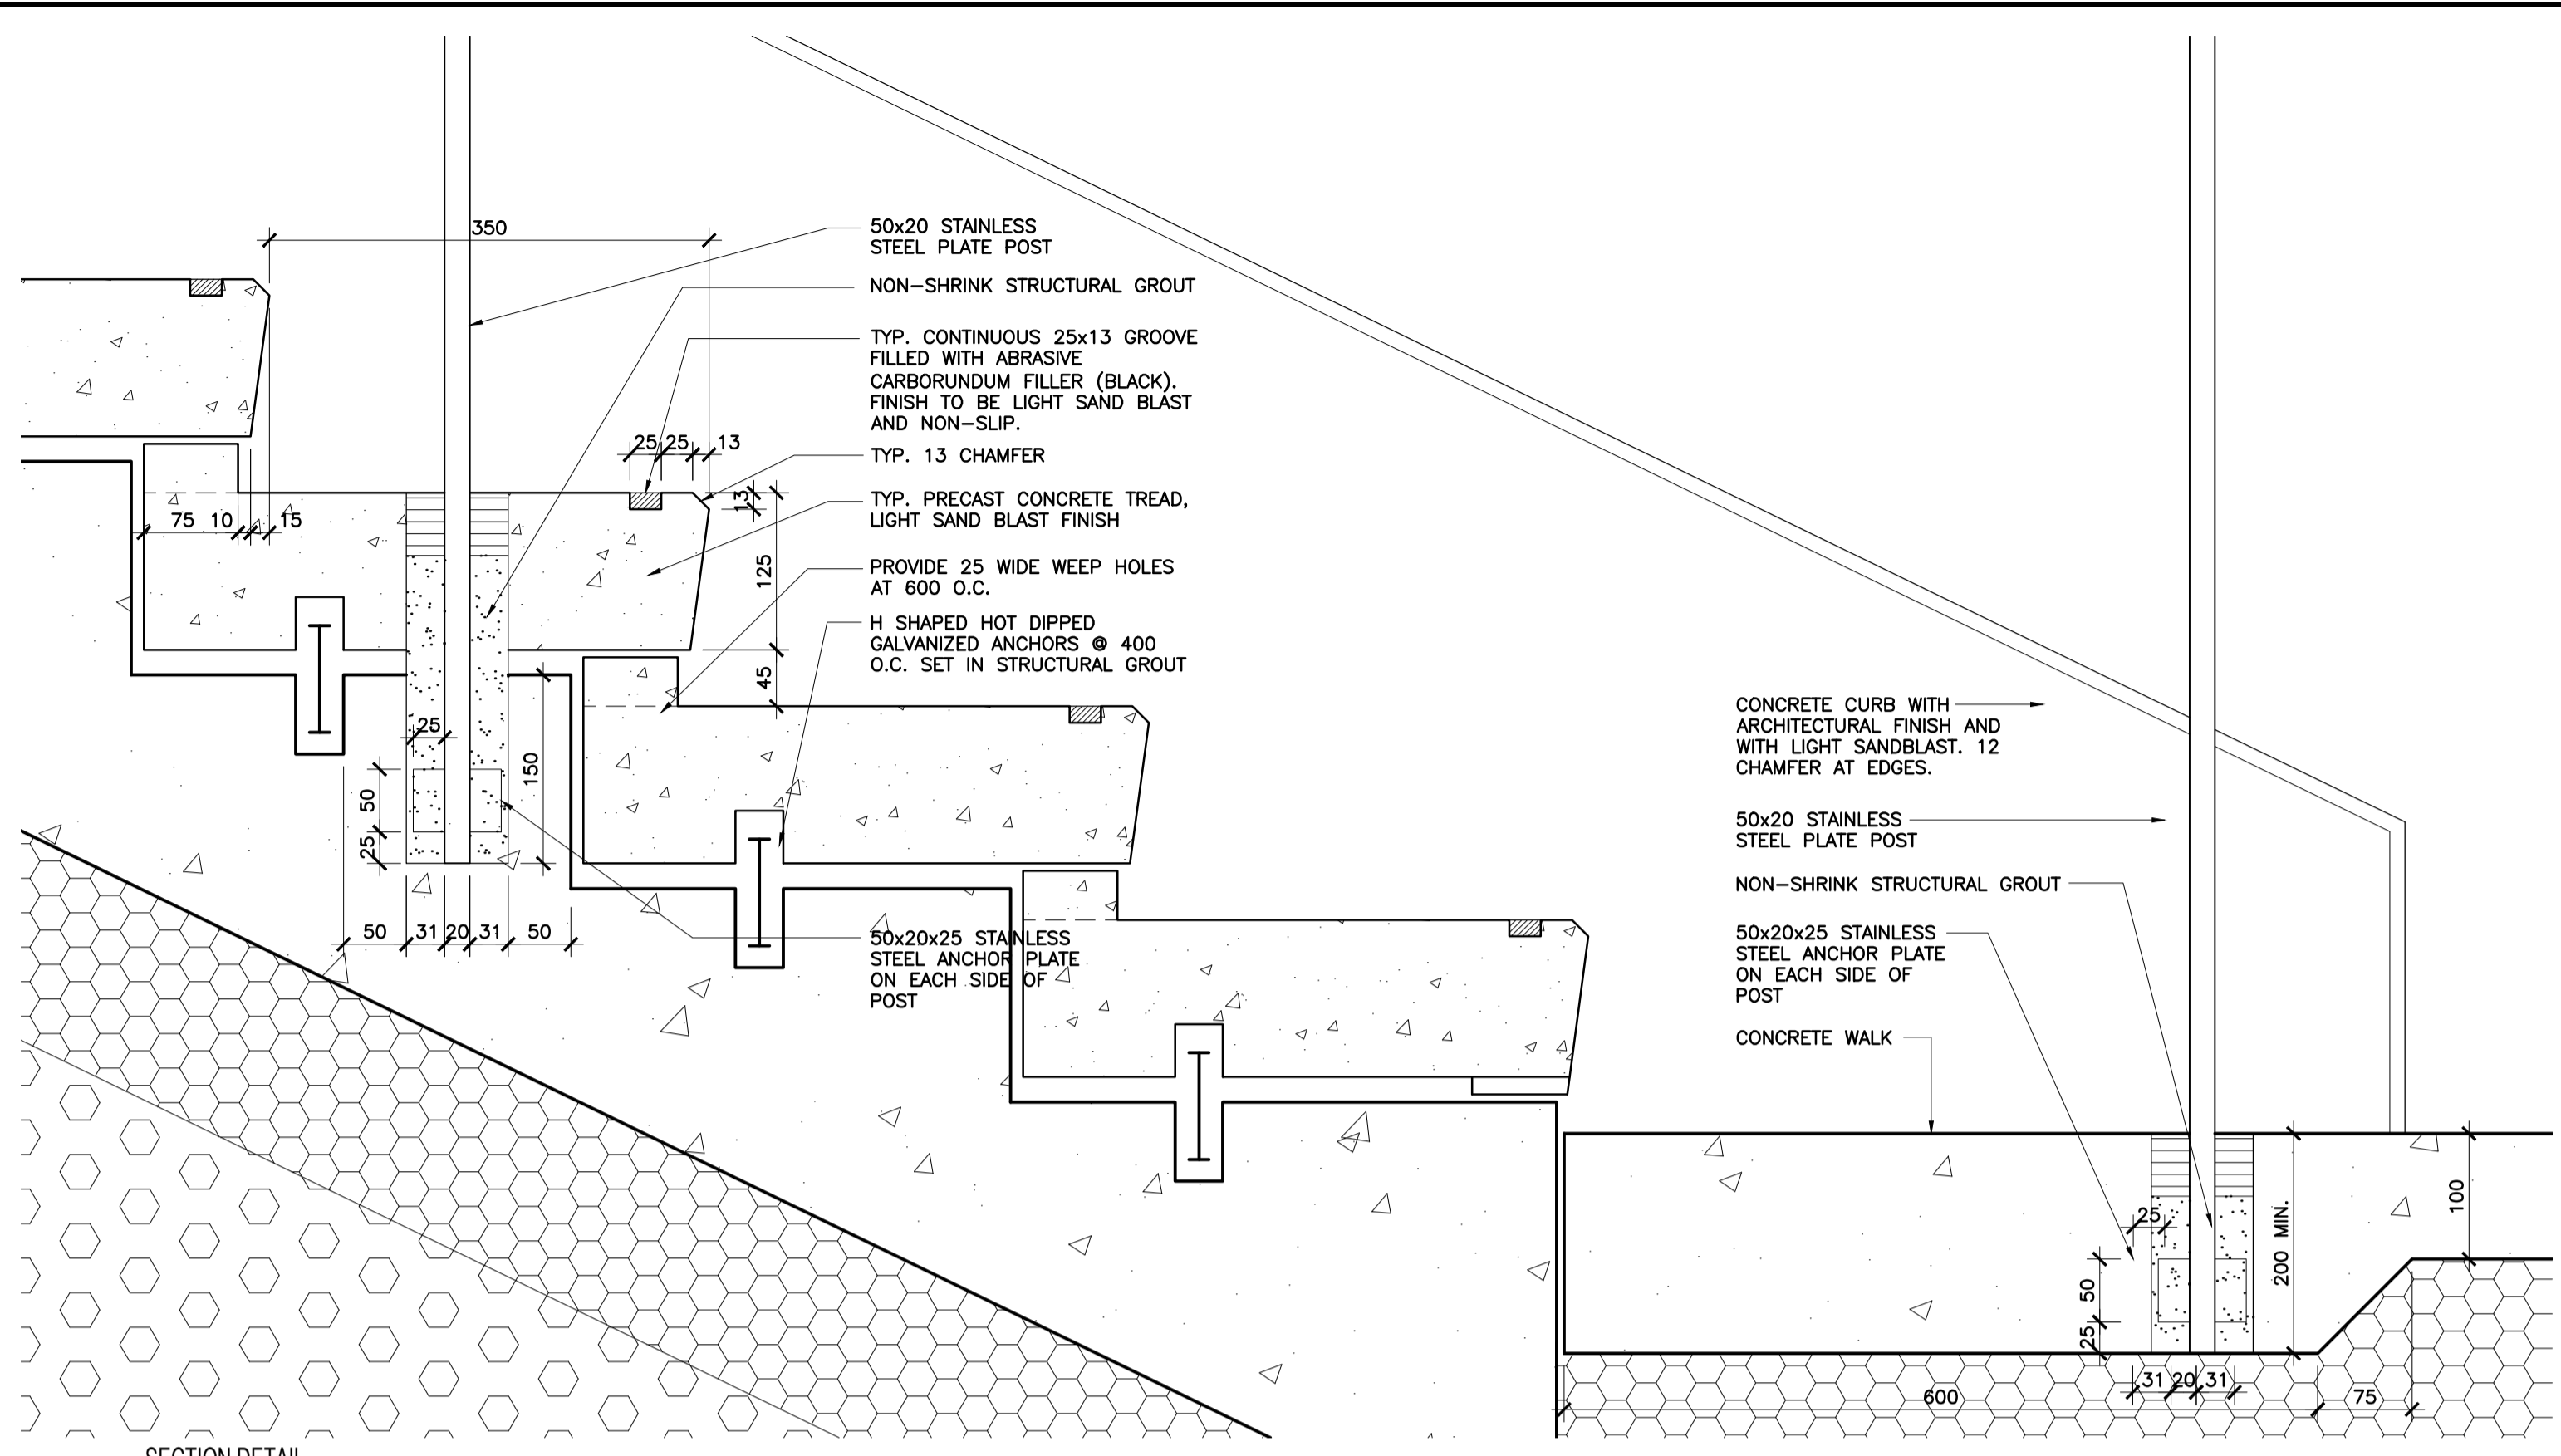 350
50x20 STAINLESS
STEEL PLATE POST
NON-SHRINK STRUCTURAL GROUT
TYP. CONTINUOUS 25x13 GROOVE
FILLED WITH ABRASIVE
CARBORUNDUM FILLER (BLACK).
FINISH TO BE LIGHT SAND BLAST
AND NON-SLIP.
25 25 13
TYP. 13 CHAMFER
13
TYP. PRECAST CONCRETE TREAD,
LIGHT SAND BLAST FINISH
75 10 15
125
PROVIDE 25 WIDE WEEP HOLES
AT 600 O.C.
H SHAPED HOT DIPPED
GALVANIZED ANCHORS @ 400
O.C. SET IN STRUCTURAL GROUT
45
25
150
50
25
50 31 20 31 50
50x20x25 STAINLESS
STEEL ANCHOR PLATE
ON EACH SIDE OF
POST
CONCRETE CURB WITH
ARCHITECTURAL FINISH AND
WITH LIGHT SANDBLAST. 12
CHAMFER AT EDGES.
50x20 STAINLESS
STEEL PLATE POST
NON-SHRINK STRUCTURAL GROUT
50x20x25 STAINLESS
STEEL ANCHOR PLATE
ON EACH SIDE OF
POST
CONCRETE WALK
25
100
200 MIN.
50
25
31 20 31
600
75
SECTION DETAIL